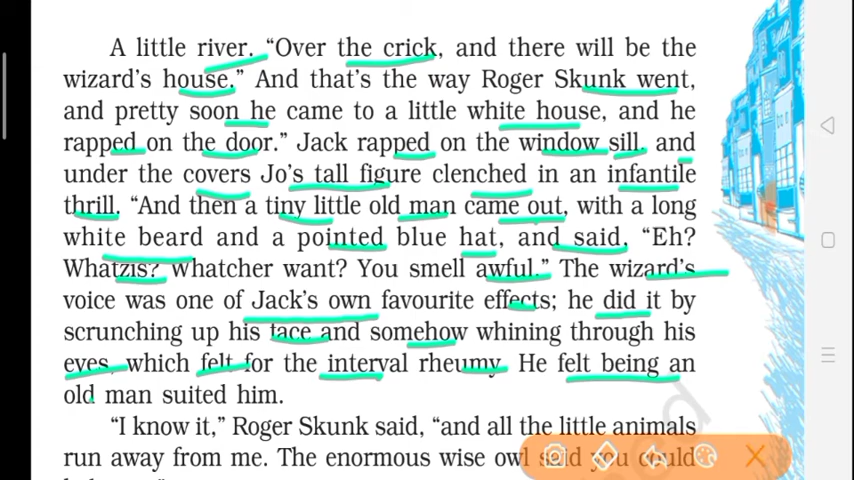 A little river. “Over the crick, and there will be the
wizard's house.” And that's the way Roger Skunk went,
and pretty soon he came to a little white house, and he
rapped on the door.” Jack rapped on the window sill, and
under the covers Jo's tall figure clenched in an infantile
thrill. “And then a tiny little old man came out, with a long
white beard and a pointed blue hat, and said, “Eh?
Whatzis? Whatcher want? You smell awful.” The wizard's
voice was one of Jack's own favourite effects; he did it by
scrunching up his face and somehow whining through his
eyes, which felt for the interval rheumy. He felt being an
old man suited him.
“I know it,” Roger Skunk said, “and all the little animals
run away from me. The enormous wise owl said you could